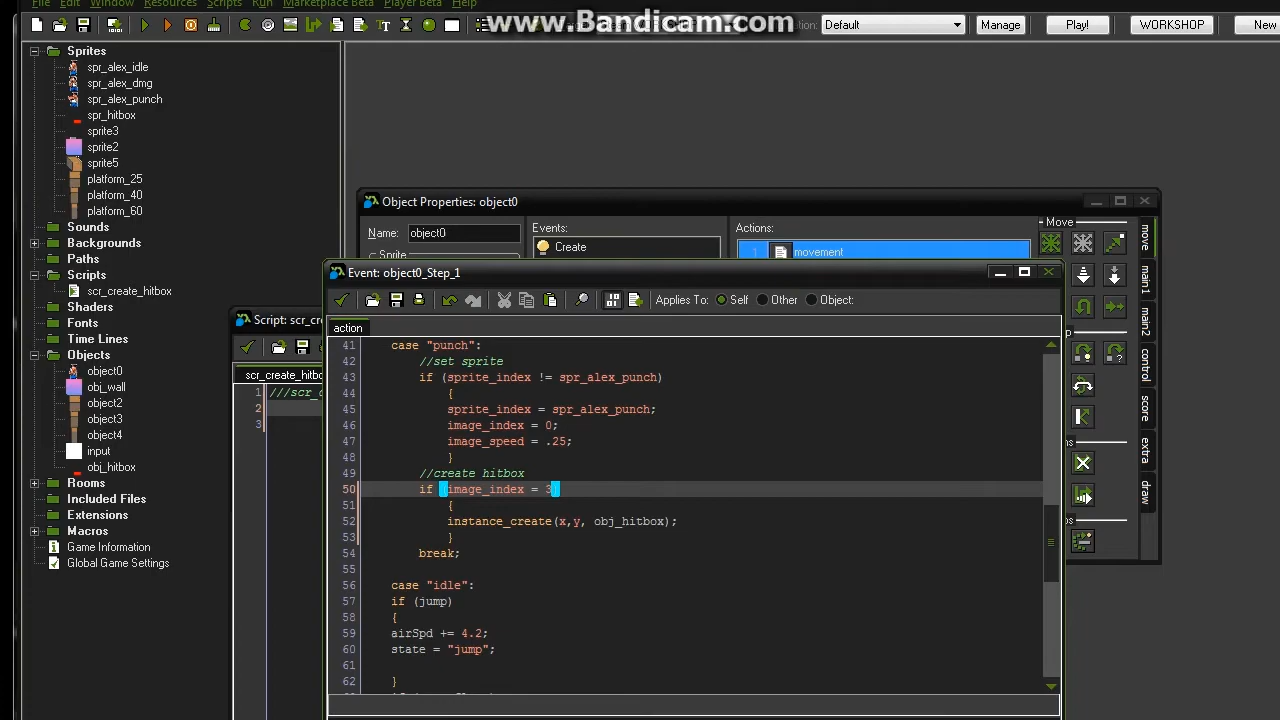 Edit Window Resources Scripts Run Marketplace Beta Player Beta Help
www.Bandicam.com
Default Manage Play! WORKSHOP New
Sprites
spr_alex_idle
spr_alex_dmg
spr_alex_punch
spr_hitbox
sprite3
sprite2
sprite5
platform_25
platform_40
platform_60
Sounds
Backgrounds
Paths
Scripts
scr_create_hitbox
Shaders
Fonts
Time Lines
Objects
object0
obj_wall
object2
object3
object4
input
obj_hitbox
Rooms
Included Files
Extensions
Macros
Game Information
Global Game Settings
Object Properties: object0
Name: object0
Sprite
Events:
Create
Actions:
1 movement
Move
move
main1
main2
control
score
extra
draw
Script: scr_cre
scr_create_hitbo
1 ///scr_c
2
3
Event: object0_Step_1
Applies To: Self Other Object:
action
41 case "punch":
42 //set sprite
43 if (sprite_index != spr_alex_punch)
44 {
45 sprite_index = spr_alex_punch;
46 image_index = 0;
47 image_speed = .25;
48 }
49 //create hitbox
50 if (image_index = 3)
51 {
52 instance_create(x,y, obj_hitbox);
53 }
54 break;
55
56 case "idle":
57 if (jump)
58 {
59 airSpd += 4.2;
60 state = "jump";
61
62 }